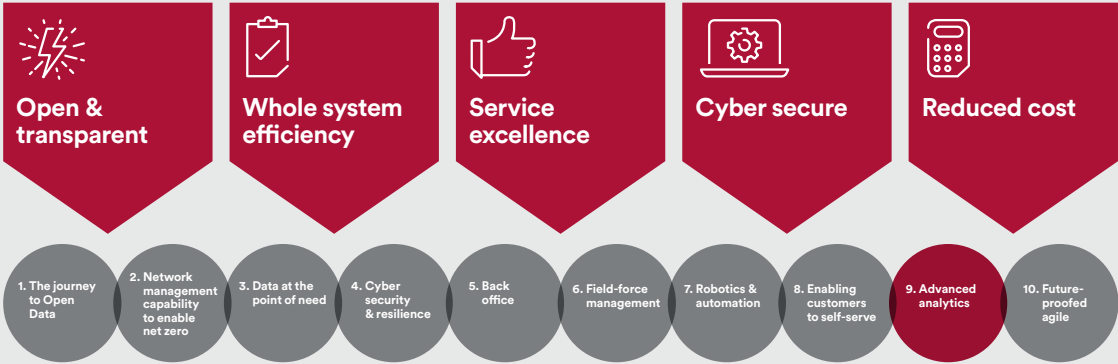 Open &
transparent
Whole system
efficiency
Service
excellence
Cyber secure
Reduced cost
1. The journey
to Open
Data
2. Network
management
capability
to enable
net zero
3. Data at the
point of need
4. Cyber
security
& resilience
5. Back
office
6. Field-force
management
7. Robotics &
automation
8. Enabling
customers
to self-serve
9. Advanced
analytics
10. Future-
proofed
agile